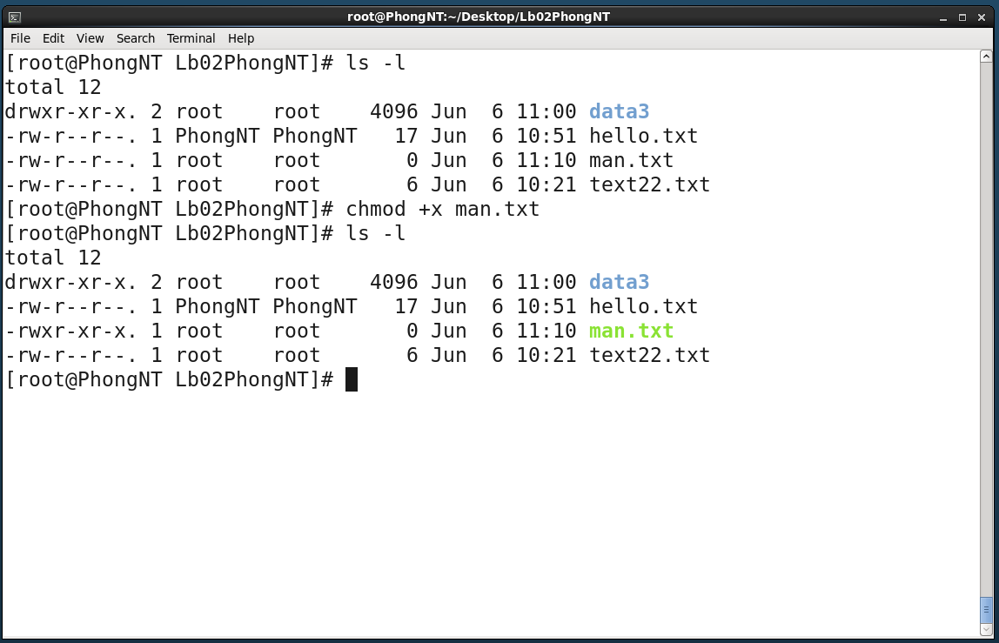 root@PhongNT:~/Desktop/Lb02PhongNT
File Edit View Search Terminal Help
[root@PhongNT Lb02PhongNT]# ls -l
total 12
drwxr-xr-x. 2 root    root    4096 Jun  6 11:00 data3
-rw-r--r--. 1 PhongNT PhongNT   17 Jun  6 10:51 hello.txt
-rw-r--r--. 1 root    root       0 Jun  6 11:10 man.txt
-rw-r--r--. 1 root    root       6 Jun  6 10:21 text22.txt
[root@PhongNT Lb02PhongNT]# chmod +x man.txt
[root@PhongNT Lb02PhongNT]# ls -l
total 12
drwxr-xr-x. 2 root    root    4096 Jun  6 11:00 data3
-rw-r--r--. 1 PhongNT PhongNT   17 Jun  6 10:51 hello.txt
-rwxr-xr-x. 1 root    root       0 Jun  6 11:10 man.txt
-rw-r--r--. 1 root    root       6 Jun  6 10:21 text22.txt
[root@PhongNT Lb02PhongNT]#